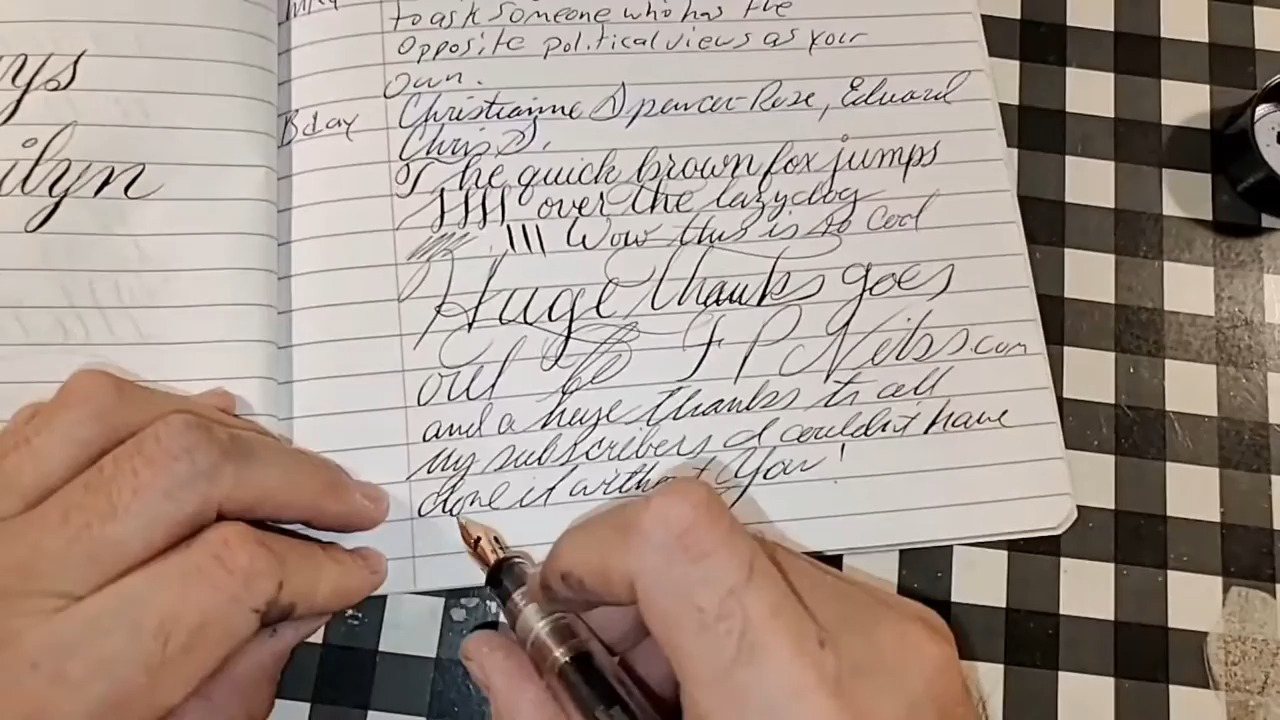 ys
ilyn
to ask someone who has the
opposite political views as your
own.
Bday Christianne Spencer-Rose, Edward
Chris S.
The quick brown fox jumps
over the lazy dog
Wow this is so cool
Huge thanks goes
out to FPNibs.com
and a huge thanks to all
my subscribers I couldn't have
done it without You!